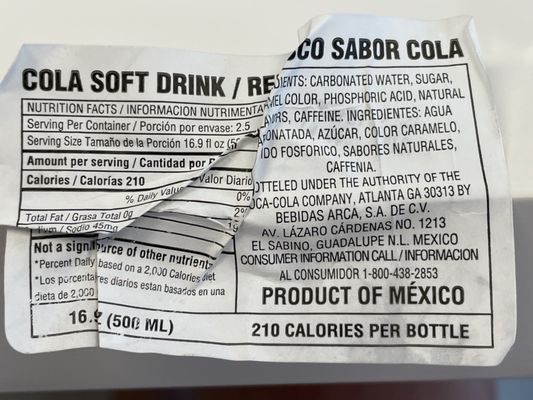 COLA SOFT DRINK / RE
NUTRITION FACTS / INFORMACION NUTRIMENTA
Serving Per Container / Porción por envase: 2.5
Serving Size Tamaño de la Porción 16.9 fl oz
Amount per serving / Cantidad por
Calories / Calorías 210
% Daily Value Valor Diario
0%
Total Fat / Grasa Total 0g 2%
/ Sodio 45mg
Not a source of other nutrients
*Percent Daily based on a 2,000 Calories diet
*Los porcentajes diarios estan basados en una
dieta de 2,000
16.9 (500 ML)
OCO SABOR COLA
IENTS: CARBONATED WATER, SUGAR,
MEL COLOR, PHOSPHORIC ACID, NATURAL
RS, CAFFEINE. INGREDIENTES: AGUA
ONATADA, AZÚCAR, COLOR CARAMELO,
IDO FOSFORICO, SABORES NATURALES,
CAFFENIA.
OTTELED UNDER THE AUTHORITY OF THE
OCA-COLA COMPANY, ATLANTA GA 30313 BY
BEBIDAS ARCA, S.A. DE C.V.
AV. LÁZARO CÁRDENAS NO. 1213
EL SABINO, GUADALUPE N.L. MEXICO
CONSUMER INFORMATION CALL / INFORMACION
AL CONSUMIDOR 1-800-438-2853
PRODUCT OF MÉXICO
210 CALORIES PER BOTTLE